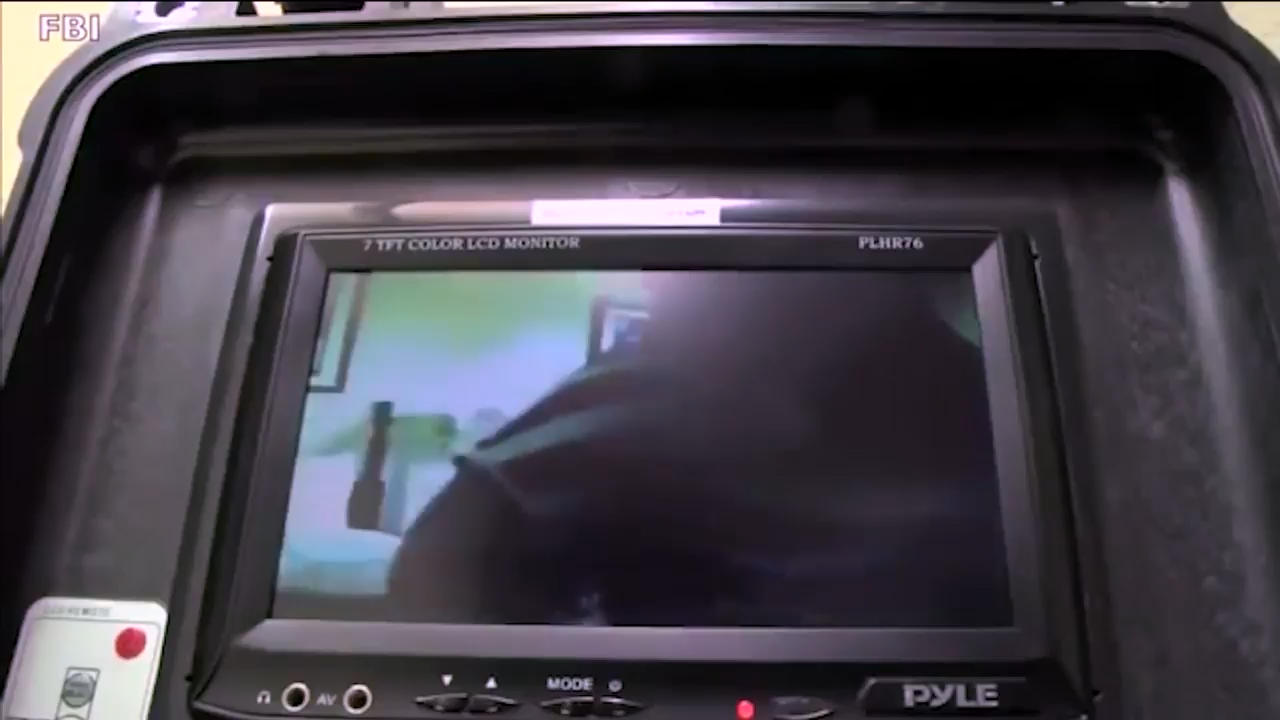 FBI
7 TFT COLOR LCD MONITOR
PLHR76
AV
MODE
PYLE